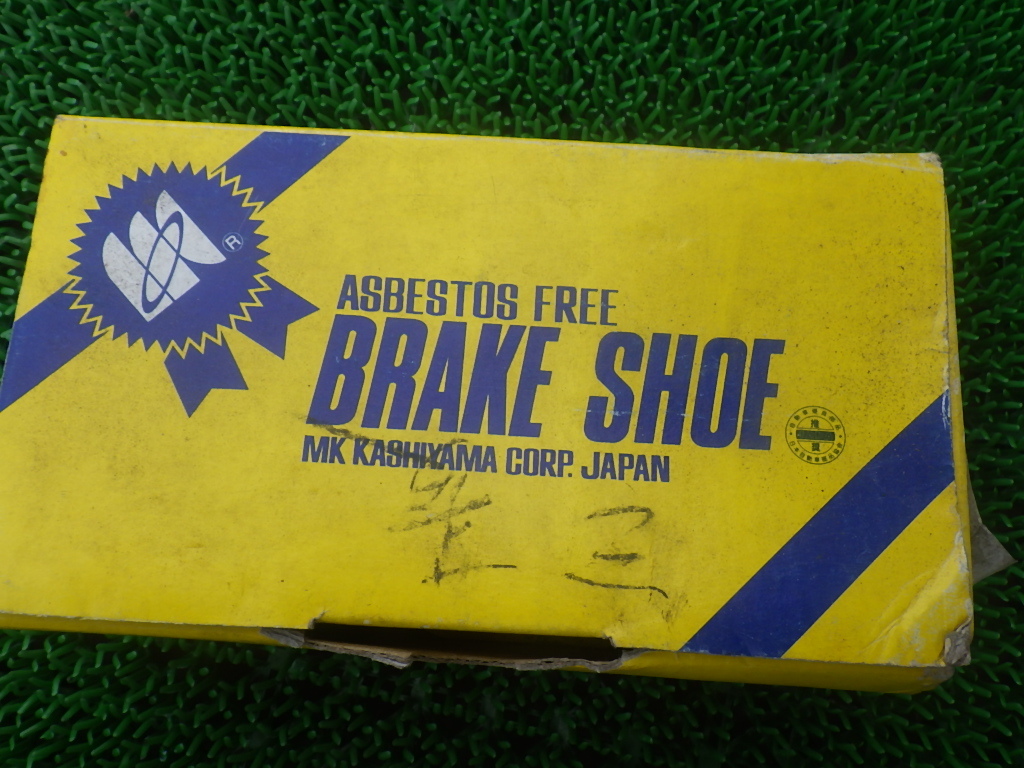 ®
ASBESTOS FREE
BRAKE SHOE
MK KASHIYAMA CORP. JAPAN